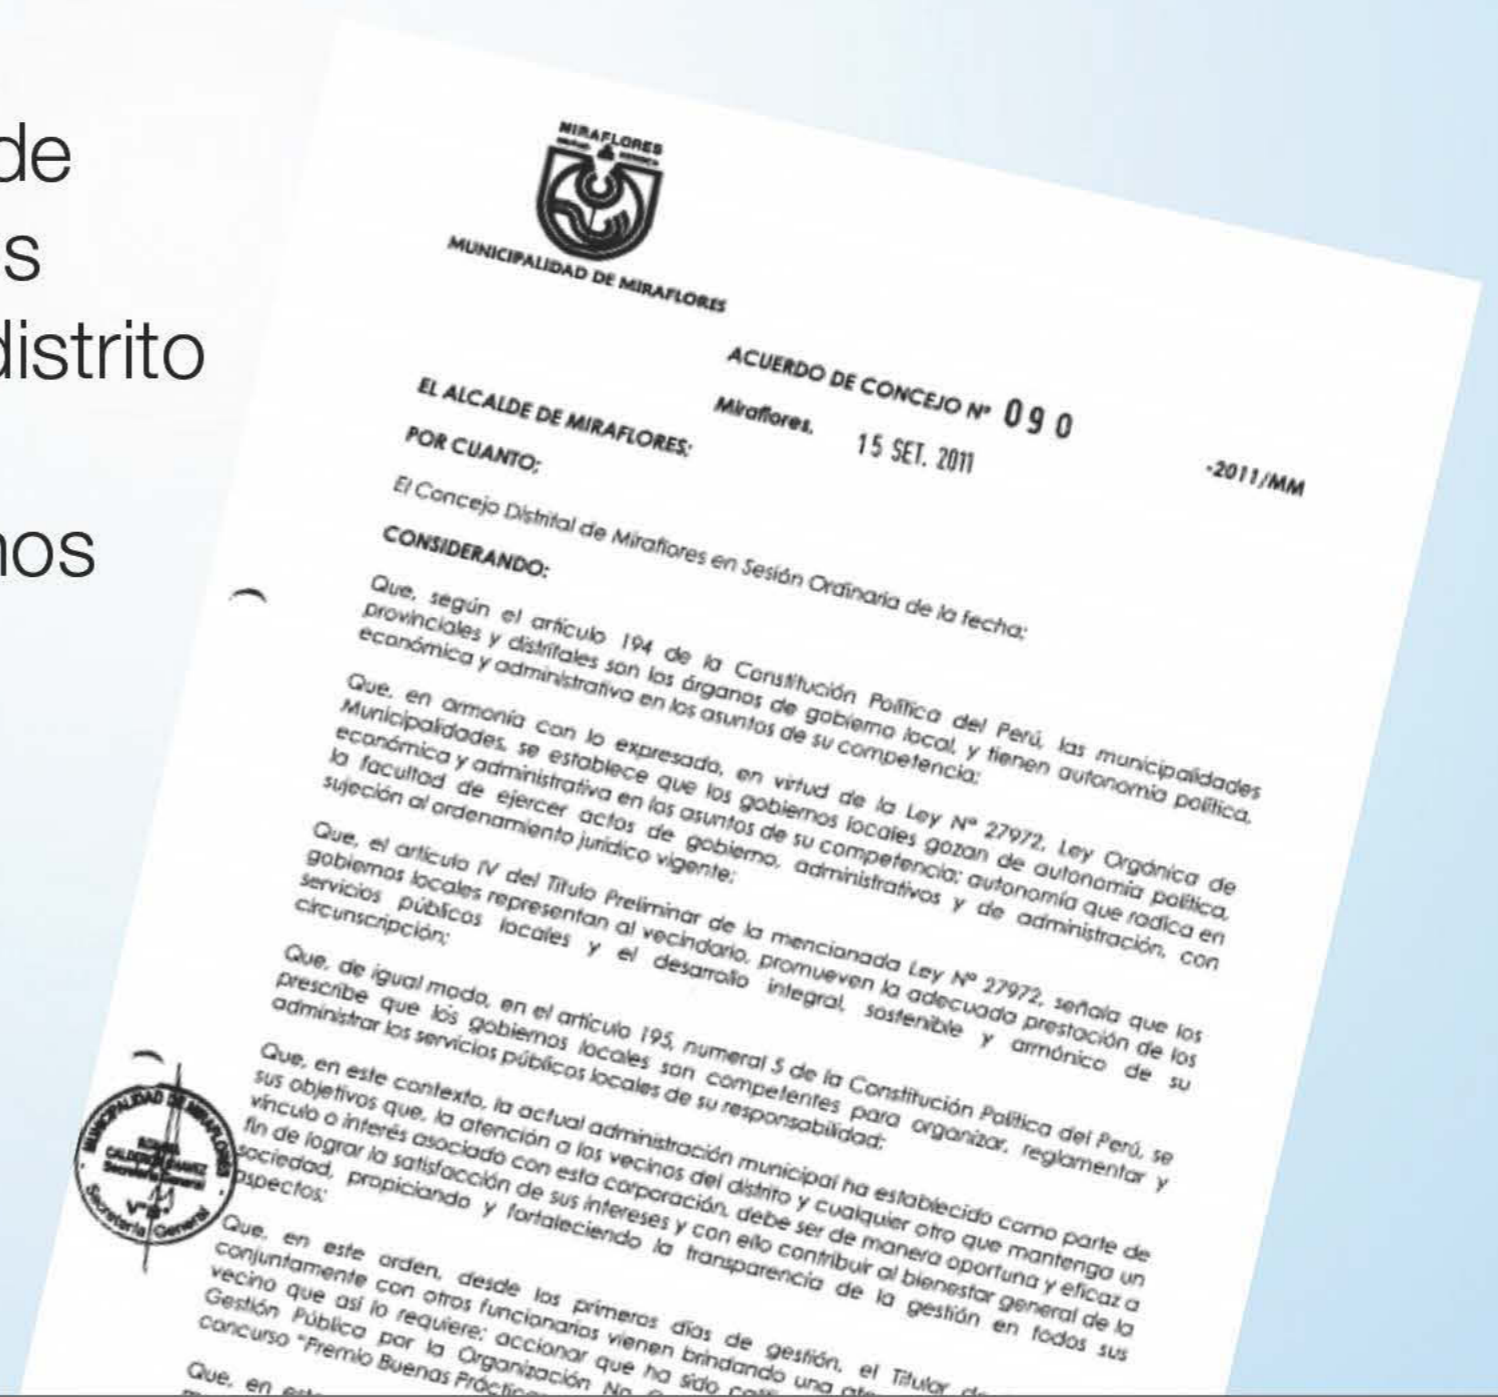 de
s
distrito
nos
MIRAFLORES
MUNICIPALIDAD DE MIRAFLORES
ACUERDO DE CONCEJO Nº 090
-2011/MM
Miraflores, 15 SET. 2011
EL ALCALDE DE MIRAFLORES;
POR CUANTO;
El Concejo Distrital de Miraflores en Sesión Ordinaria de la fecha;
CONSIDERANDO:
Que, según el artículo 194 de la Constitución Política del Perú, las municipalidades
provinciales y distritales son los órganos de gobierno local, y tienen autonomía política,
económica y administrativa en los asuntos de su competencia;
Que, en armonía con lo expresado, en virtud de la Ley Nº 27972, Ley Orgánica de
Municipalidades, se establece que los gobiernos locales gozan de autonomía política,
económica y administrativa en los asuntos de su competencia; autonomía que radica en
la facultad de ejercer actos de gobierno, administrativos y de administración, con
sujeción al ordenamiento jurídico vigente;
Que, el artículo IV del Título Preliminar de la mencionada Ley Nº 27972, señala que los
gobiernos locales representan al vecindario, promueven la adecuada prestación de los
servicios públicos locales y el desarrollo integral, sostenible y armónico de su
circunscripción;
Que, de igual modo, en el artículo 195, numeral 5 de la Constitución Política del Perú, se
prescribe que los gobiernos locales son competentes para organizar, reglamentar y
administrar los servicios públicos locales de su responsabilidad;
Que, en este contexto, la actual administración municipal ha establecido como parte de
sus objetivos que, la atención a los vecinos del distrito y cualquier otro que mantenga un
vínculo o interés asociado con esta corporación, debe ser de manera oportuna y eficaz a
fin de lograr la satisfacción de sus intereses y con ello contribuir al bienestar general de la
sociedad, propiciando y fortaleciendo la transparencia de la gestión en todos sus
aspectos;
Que, en este orden, desde los primeros días de gestión, el Titular
conjuntamente con otros funcionarios vienen brindando una
vecino que así lo requiere; accionar que ha sido
Gestión Pública por la Organización No
concurso "Premio Buenas
Que, en
MUNICIPALIDAD DE MIRAFLORES
Secretaría General
VºBº
Secretaría General